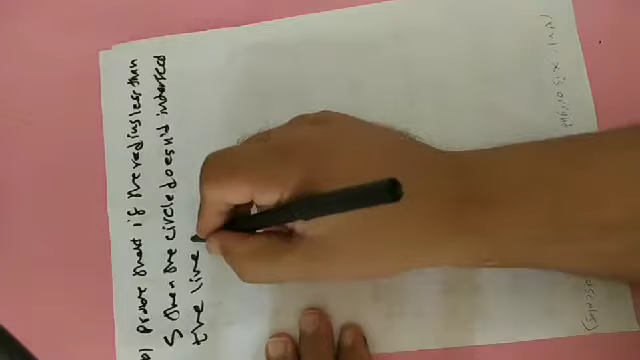 b) prove that if the radius less than
5 then the circle doesn't intersect
the line